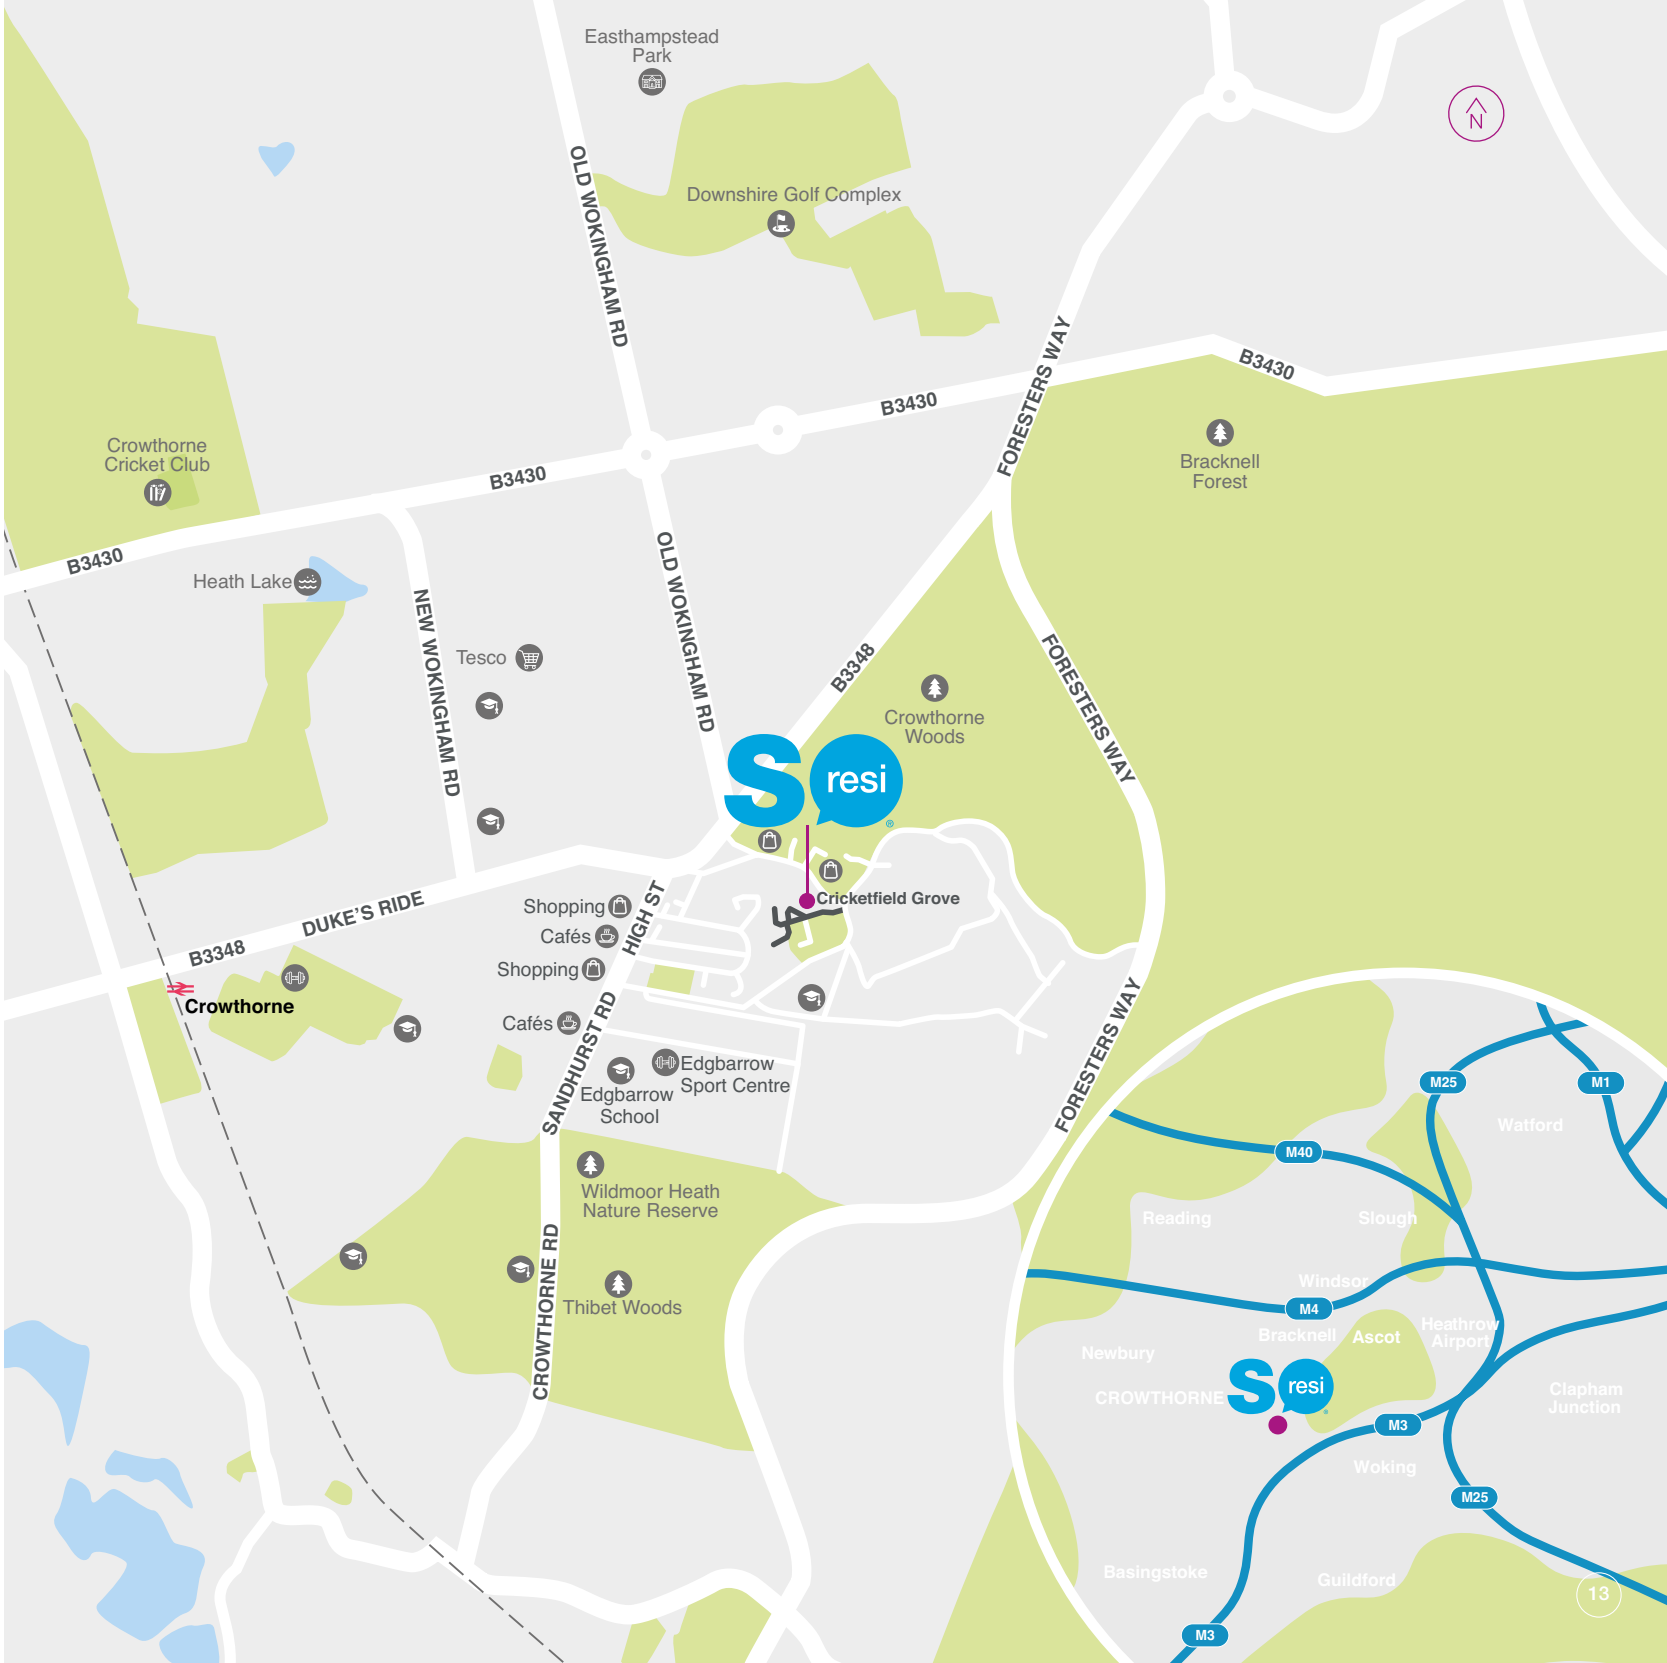 Easthampstead
Park
N
OLD WOKINGHAM RD
Downshire Golf Complex
FORESTERS WAY
B3430
B3430
Crowthorne
Cricket Club
B3430
Bracknell
Forest
B3430
Heath Lake
NEW WOKINGHAM RD
OLD WOKINGHAM RD
Tesco
B3348
FORESTERS WAY
Crowthorne
Woods
S resi
®
Cricketfield Grove
DUKE'S RIDE
B3348
Shopping
HIGH ST
Cafés
Shopping
Crowthorne
Cafés
SANDHURST RD
FORESTERS WAY
Edgbarrow
Sport Centre
Edgbarrow
School
Wildmoor Heath
Nature Reserve
CROWTHORNE RD
Thibet Woods
M25
M1
Watford
M40
Reading
Slough
Windsor
M4
Bracknell
Ascot
Heathrow
Airport
Newbury
CROWTHORNE
S resi
Clapham
Junction
M3
Woking
M25
Basingstoke
Guildford
13
M3